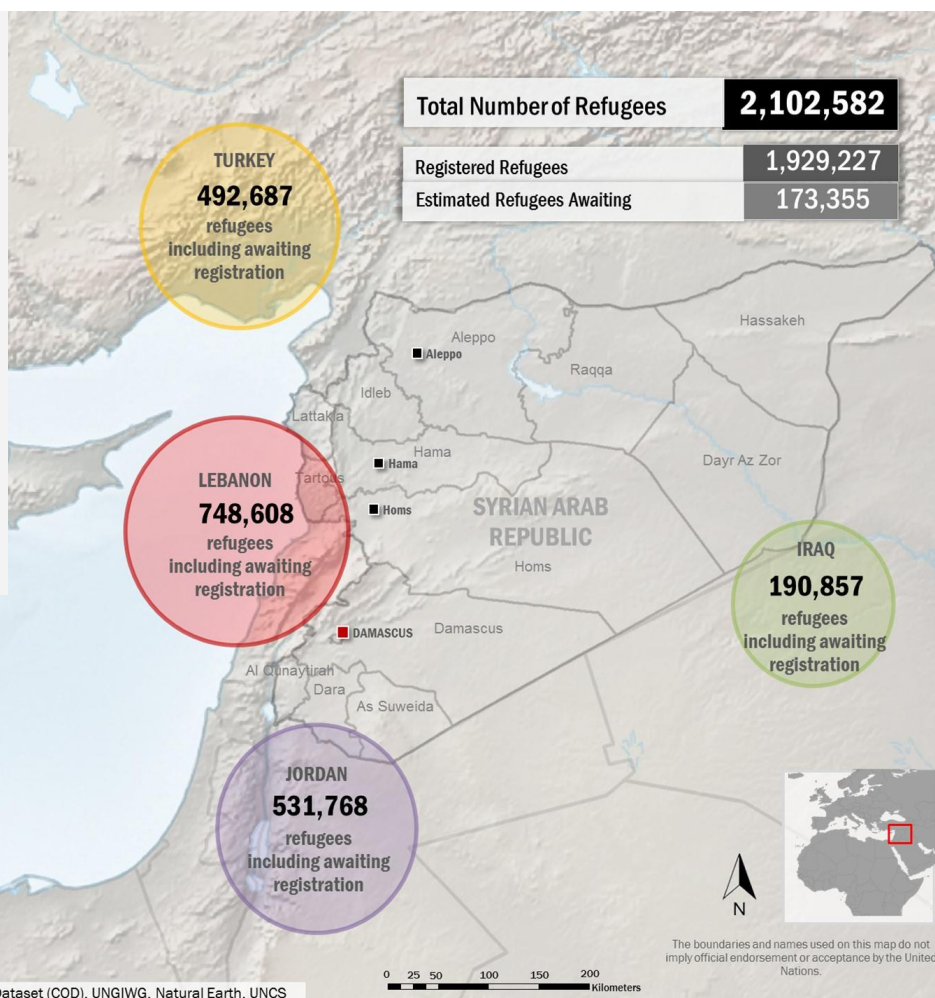 Total Number of Refugees 2,102,582
Registered Refugees 1,929,227
Estimated Refugees Awaiting 173,355
TURKEY
492,687
refugees
including awaiting
registration
Hassakeh
Aleppo
Aleppo
Raqqa
Idleb
Lattakia
Hama
Hama
Dayr Az Zor
Tartous
LEBANON
748,608
refugees
including awaiting
registration
Homs
SYRIAN ARAB
REPUBLIC
Homs
IRAQ
190,857
refugees
including awaiting
registration
DAMASCUS
Damascus
Al Qunaytirah
Dara
As Suweida
JORDAN
531,768
refugees
including awaiting
registration
N
The boundaries and names used on this map do not
imply official endorsement or acceptance by the United
Nations.
0 25 50 100 150 200
Kilometers
Dataset (COD), UNGIWG, Natural Earth, UNCS